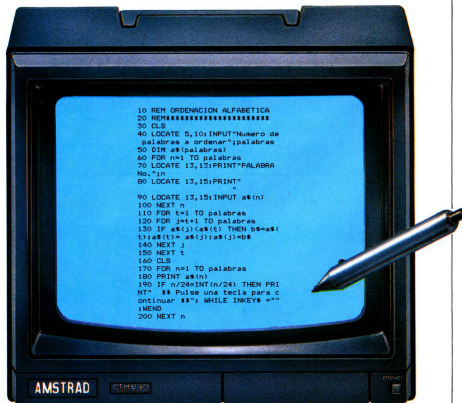 10 REM ORDENACION ALFABETICA
20 REM**********************
30 CLS
40 LOCATE 5,10:INPUT"Numero de
palabras a ordenar";palabras
50 DIM a$(palabras)
60 FOR n=1 TO palabras
70 LOCATE 13,13:PRINT"PALABRA
No.";n
80 LOCATE 13,15:PRINT"
"
90 LOCATE 13,15:INPUT a$(n)
100 NEXT n
110 FOR t=1 TO palabras
120 FOR j=t+1 TO palabras
130 IF a$(j)<a$(t) THEN b$=a$(
t):a$(t)= a$(j):a$(j)=b$
140 NEXT j
150 NEXT t
160 CLS
170 FOR n=1 TO palabras
180 PRINT a$(n)
190 IF n/24=INT(n/24) THEN PRI
NT" ** Pulse una tecla para c
ontinuar **": WHILE INKEY$ =""
:WEND
200 NEXT n
AMSTRAD